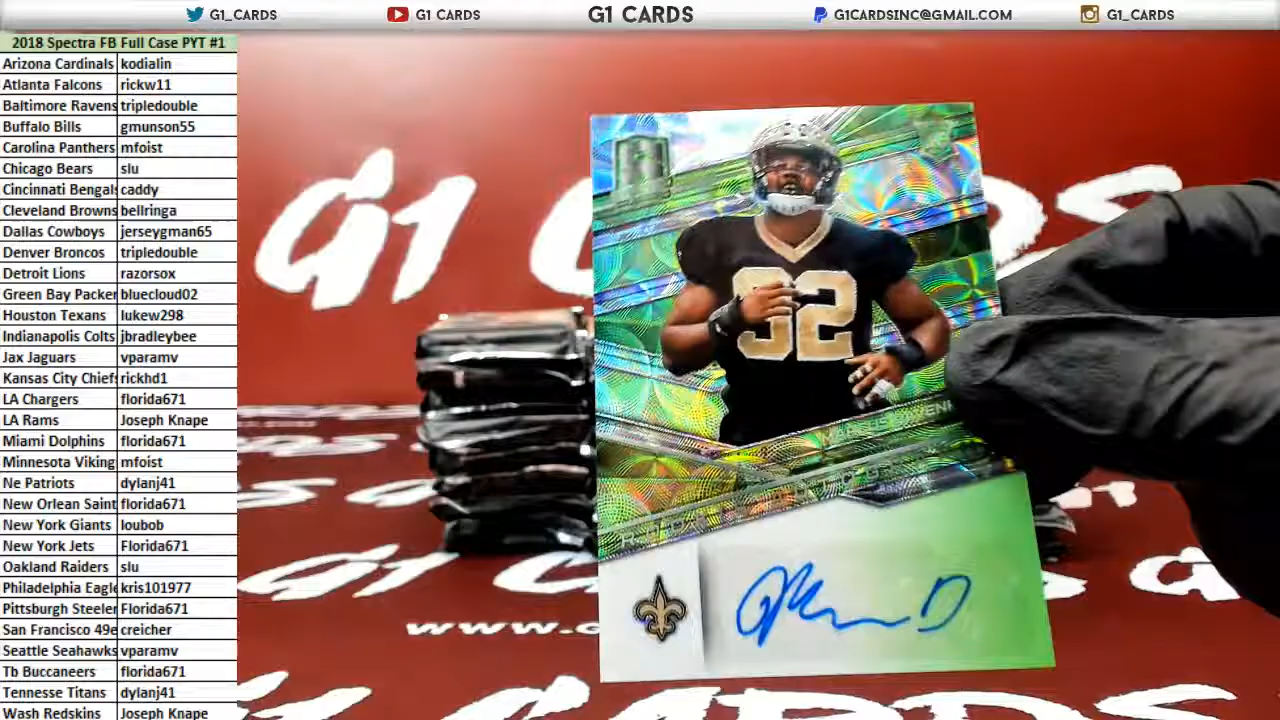 G1_CARDS
G1 CARDS
G1 CARDS
G1CARDSINC@GMAIL.COM
G1_CARDS
2018 Spectra FB Full Case PYT #1
Arizona Cardinals kodialin
Atlanta Falcons rickw11
Baltimore Ravens tripledouble
Buffalo Bills gmunson55
Carolina Panthers mfoist
Chicago Bears slu
Cincinnati Bengals caddy
Cleveland Browns bellringa
Dallas Cowboys jerseygman65
Denver Broncos tripledouble
Detroit Lions razorsox
Green Bay Packer bluecloud02
Houston Texans lukew298
Indianapolis Colts jbradleybee
Jax Jaguars vparamv
Kansas City Chiefs rickhd1
LA Chargers florida671
LA Rams Joseph Knape
Miami Dolphins florida671
Minnesota Viking mfoist
Ne Patriots dylanj41
New Orlean Saint florida671
New York Giants loubob
New York Jets Florida671
Oakland Raiders slu
Philadelphia Eagle kris101977
Pittsburgh Steeler Florida671
San Francisco 49e creicher
Seattle Seahawks vparamv
Tb Buccaneers florida671
Tennesse Titans dylanj41
Wash Redskins Joseph Knape
G1 CARDS
92
MARCUS
www.
G1